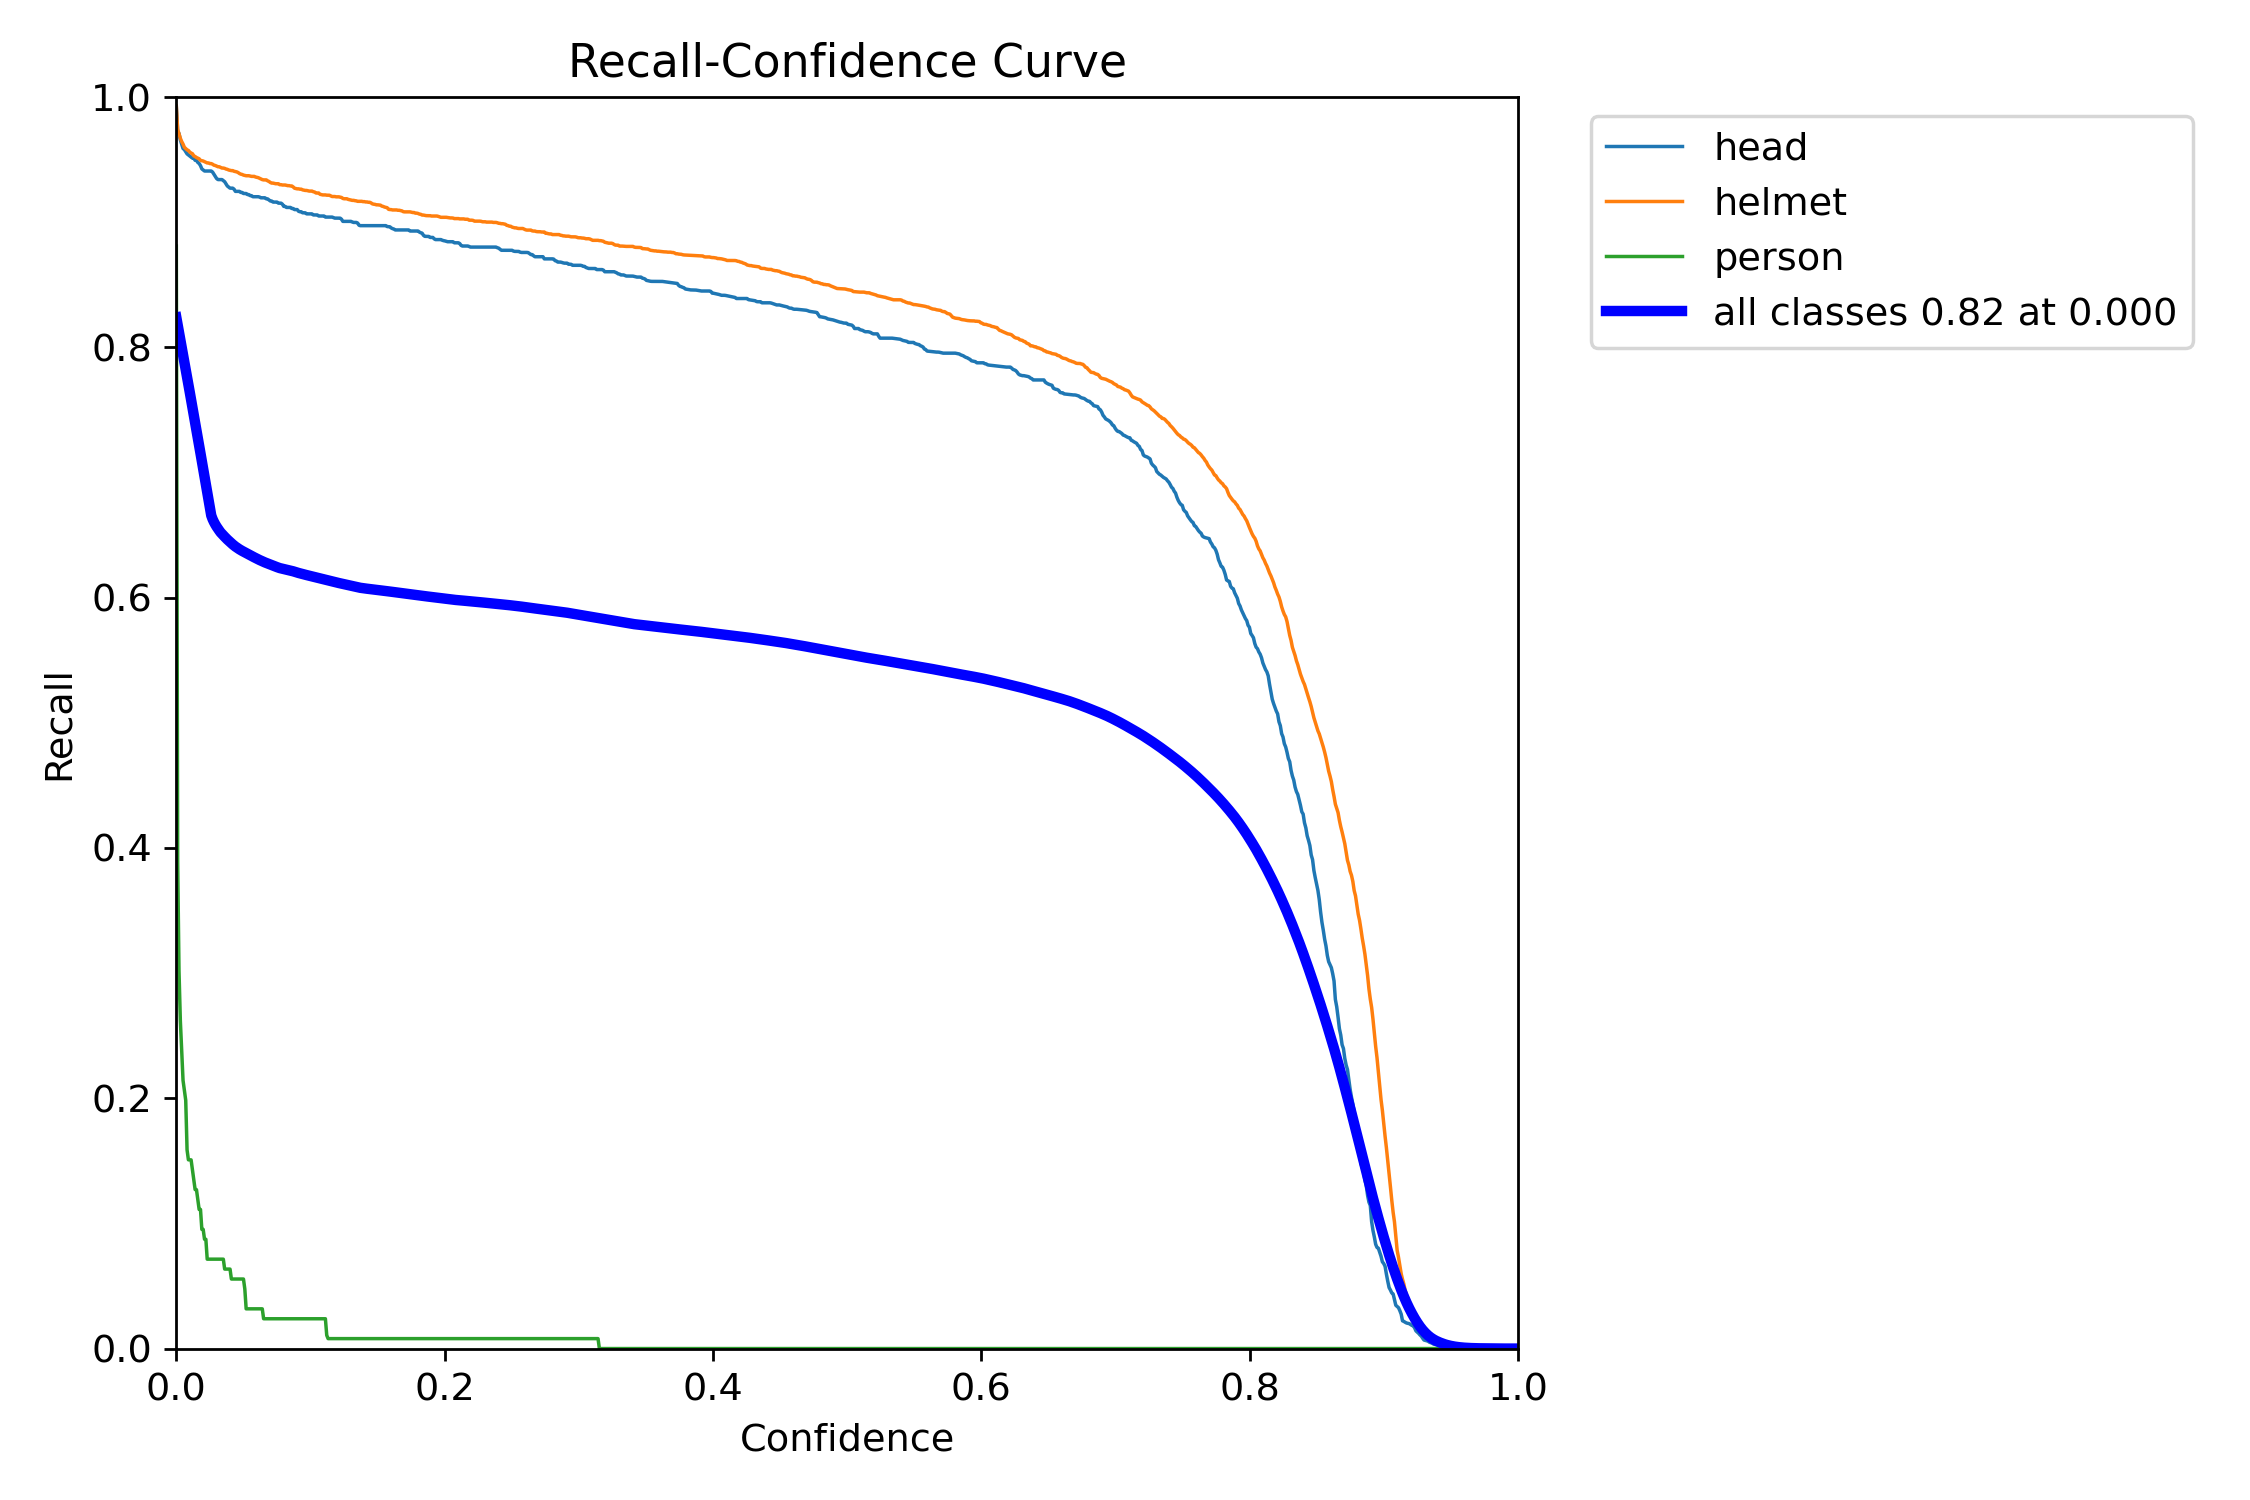 Recall-Confidence Curve
1.0
0.8
0.6
0.4
0.2
0.0
Recall
0.0 0.2 0.4 0.6 0.8 1.0
Confidence
head
helmet
person
all classes 0.82 at 0.000